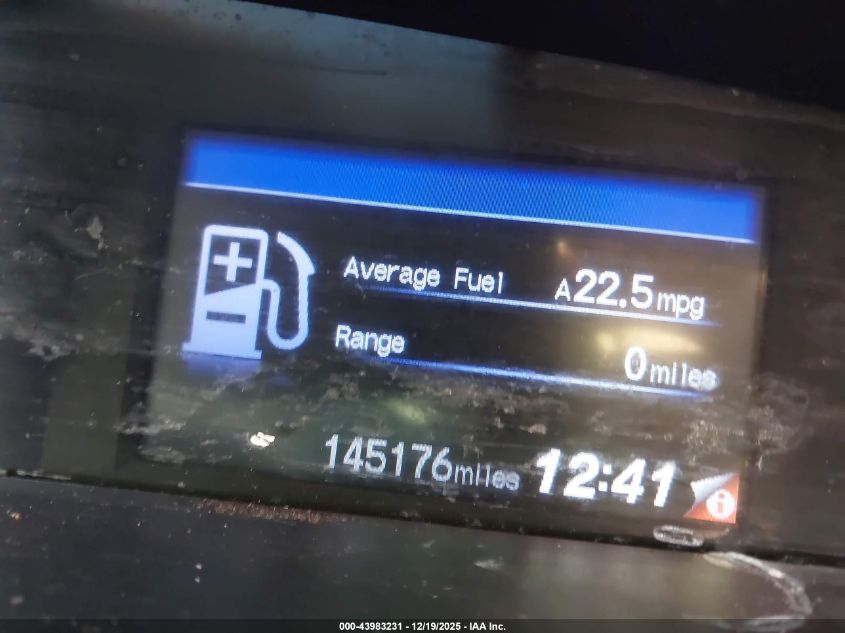 Average Fuel A22.5mpg
Range 0miles
145176miles 12:41
000-43983231 - 12/19/2025 - IAA Inc.